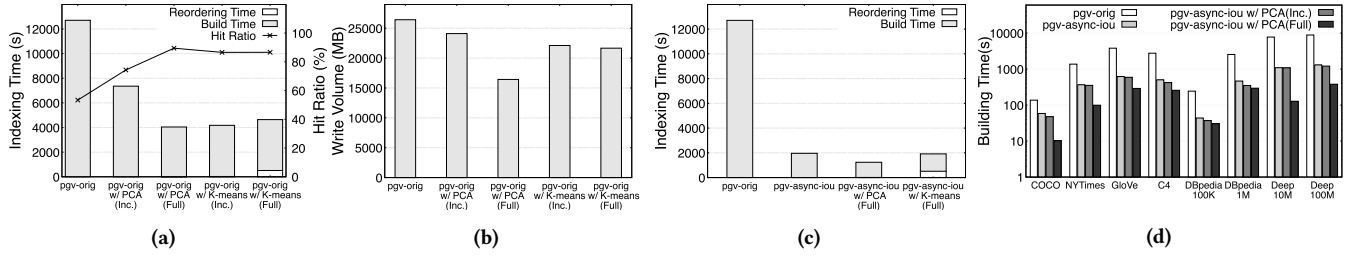 Reordering Time
Build Time
Hit Ratio
Indexing Time (s)
12000
10000
8000
6000
4000
2000
0
100
80
60
40
20
0
Hit Ratio (%)
pgv-orig
pgv-orig w/ PCA (Inc.)
pgv-orig w/ PCA (Full)
pgv-orig w/ K-means (Inc.)
pgv-orig w/ K-means (Full)
(a)
Write Volume (MB)
25000
20000
15000
10000
5000
0
pgv-orig
pgv-orig w/ PCA (Inc.)
pgv-orig w/ PCA (Full)
pgv-orig w/ K-means (Inc.)
pgv-orig w/ K-means (Full)
(b)
Reordering Time
Build Time
Indexing Time (s)
12000
10000
8000
6000
4000
2000
0
pgv-orig
pgv-async-iou
pgv-async-iou w/ PCA (Full)
pgv-async-iou w/ K-means (Full)
(c)
pgv-orig
pgv-async-iou
pgv-async-iou w/ PCA(Inc.)
pgv-async-iou w/ PCA(Full)
Building Time(s)
10000
1000
100
10
1
COCO
NYTimes
GloVe
C4
DBpedia 100K
DBpedia 1M
Deep 10M
Deep 100M
(d)